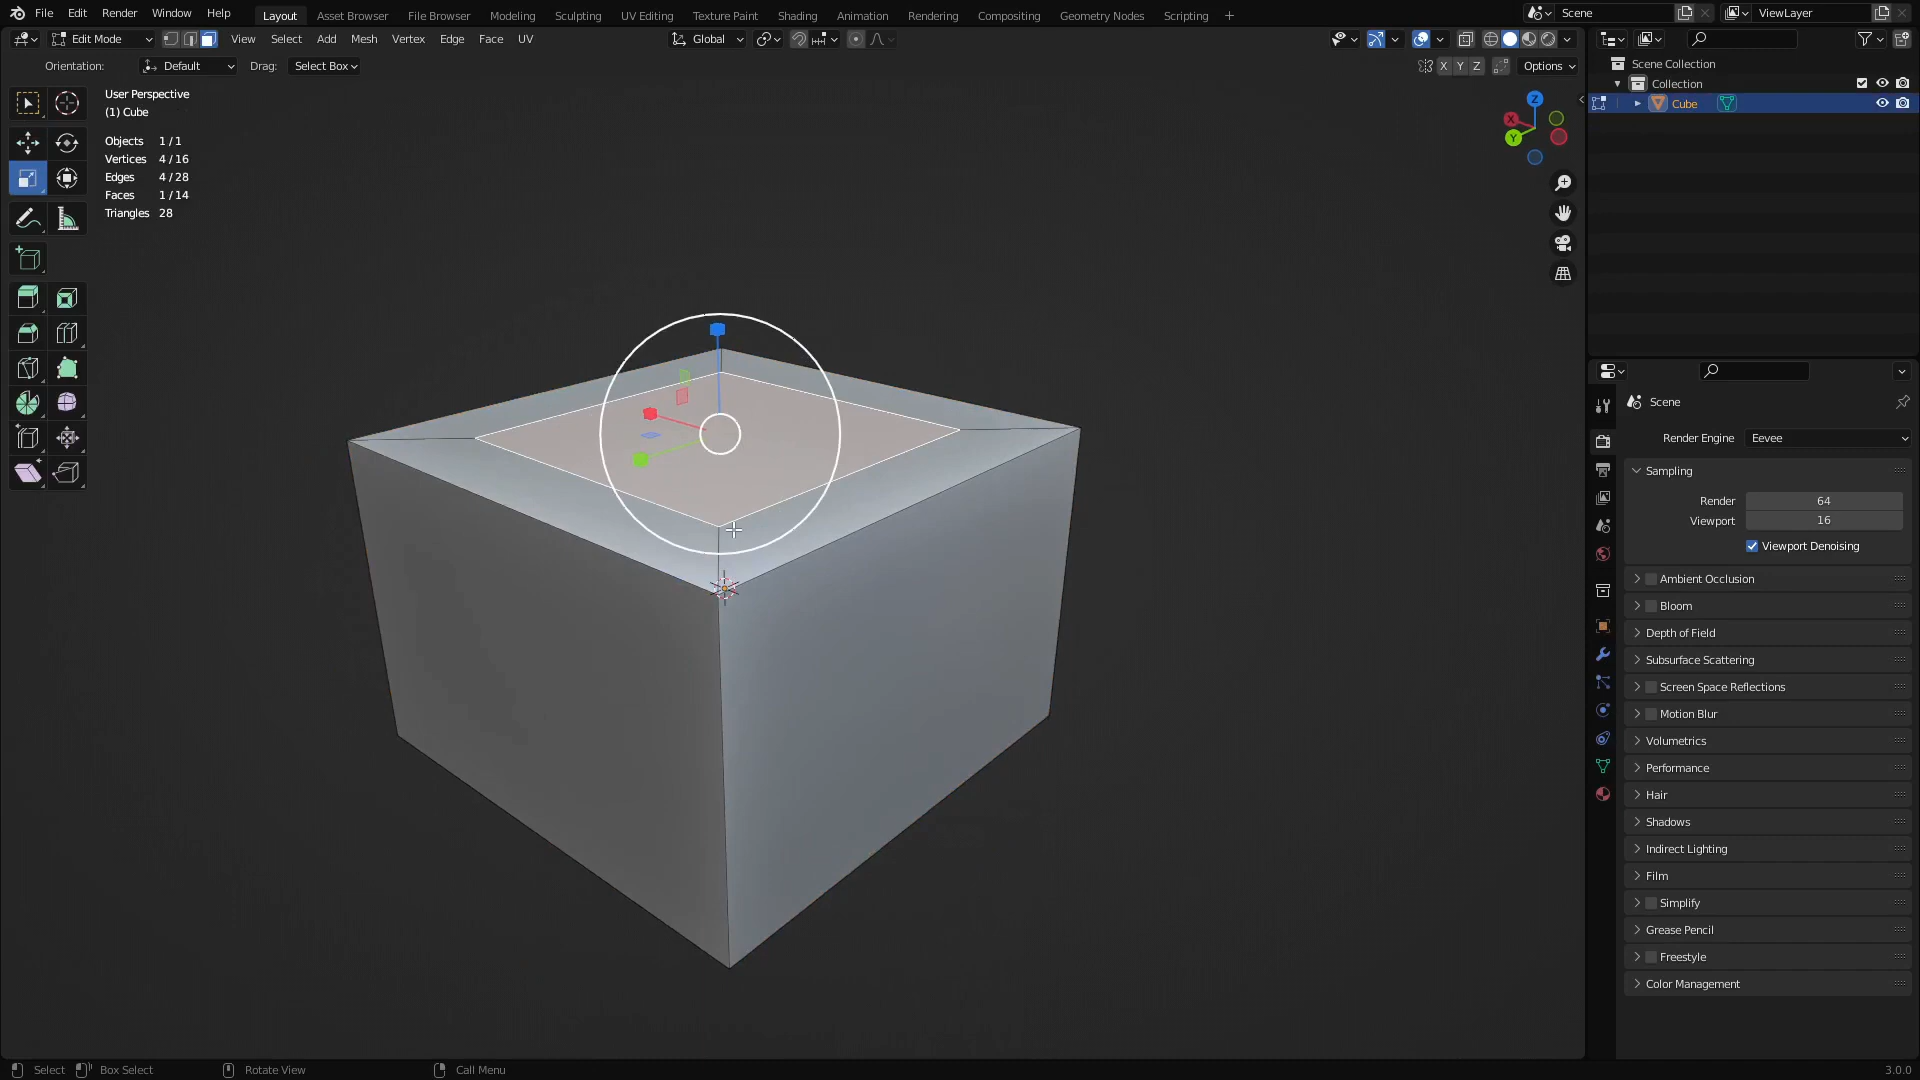 File Edit Render Window Help Layout Asset Browser File Browser Modeling Sculpting UV Editing Texture Paint Shading Animation Rendering Compositing Geometry Nodes Scripting + Scene ViewLayer
Edit Mode View Select Add Mesh Vertex Edge Face UV Global
Orientation: Default Drag: Select Box X Y Z Options
User Perspective
(1) Cube
Objects 1 / 1
Vertices 4 / 16
Edges 4 / 28
Faces 1 / 14
Triangles 28
Z
X
Y
Scene Collection
Collection
Cube
Scene
Render Engine Eevee
Sampling
Render 64
Viewport 16
Viewport Denoising
Ambient Occlusion
Bloom
Depth of Field
Subsurface Scattering
Screen Space Reflections
Motion Blur
Volumetrics
Performance
Hair
Shadows
Indirect Lighting
Film
Simplify
Grease Pencil
Freestyle
Color Management
Select Box Select Rotate View Call Menu 3.0.0